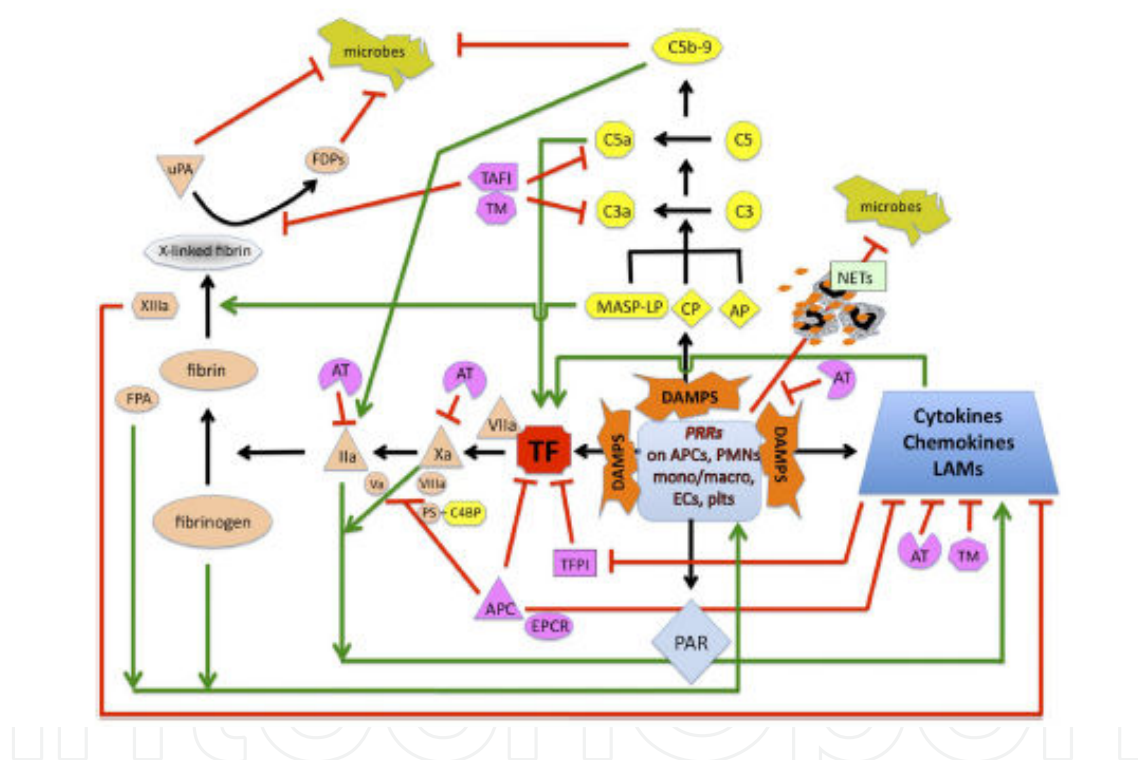 microbes
C5b-9
C5a
C5
uPA
FDPs
TAFI
TM
C3a
C3
microbes
X-linked fibrin
NETs
XIIIa
MASP-LP
CP
AP
fibrin
AT
AT
AT
DAMPS
FPA
VIIa
PRRs
on APCs, PMNs
mono/macro,
ECs, plts
DAMPS
DAMPS
Cytokines
Chemokines
LAMs
IIa
Xa
TF
Va
VIIIa
PS
C4BP
fibrinogen
TFPI
AT
TM
APC
EPCR
PAR